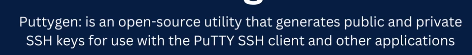 Puttygen: is an open-source utility that generates public and private
SSH keys for use with the PuTTY SSH client and other applications